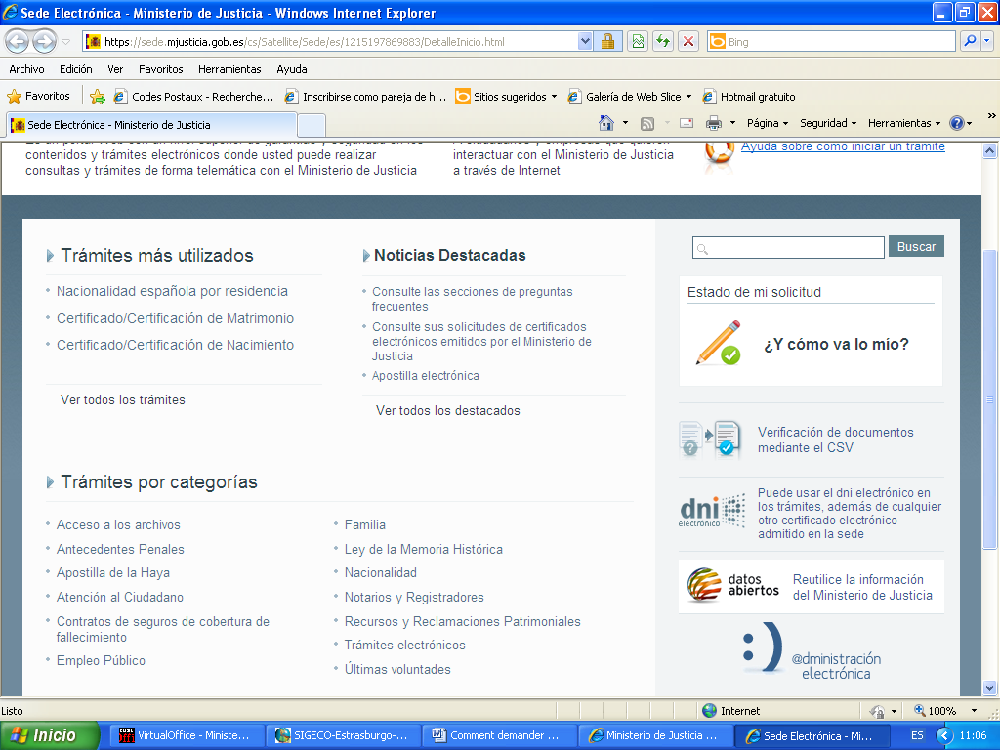 Sede Electrónica - Ministerio de Justicia - Windows Internet Explorer
https://sede.mjusticia.gob.es/cs/Satellite/Sede/es/1215197869883/DetalleInicio.html
Bing
Archivo Edición Ver Favoritos Herramientas Ayuda
Favoritos
Codes Postaux - Recherche...
Inscribirse como pareja de h...
Sitios sugeridos
Galería de Web Slice
Hotmail gratuito
Sede Electrónica - Ministerio de Justicia
Página Seguridad Herramientas
»
contenidos y trámites electrónicos donde usted puede realizar
consultas y trámites de forma telemática con el Ministerio de Justicia
interactuar con el Ministerio de Justicia
a través de Internet
Ayuda sobre cómo iniciar un trámite
Trámites más utilizados
Nacionalidad española por residencia
Certificado/Certificación de Matrimonio
Certificado/Certificación de Nacimiento
Ver todos los trámites
Noticias Destacadas
Consulte las secciones de preguntas
frecuentes
Consulte sus solicitudes de certificados
electrónicos emitidos por el Ministerio de
Justicia
Apostilla electrónica
Ver todos los destacados
Trámites por categorías
Acceso a los archivos
Antecedentes Penales
Apostilla de la Haya
Atención al Ciudadano
Contratos de seguros de cobertura de
fallecimiento
Empleo Público
Familia
Ley de la Memoria Histórica
Nacionalidad
Notarios y Registradores
Recursos y Reclamaciones Patrimoniales
Trámites electrónicos
Últimas voluntades
Buscar
Estado de mi solicitud
¿Y cómo va lo mío?
Verificación de documentos
mediante el CSV
dni
electrónico
Puede usar el dni electrónico en
los trámites, además de cualquier
otro certificado electrónico
admitido en la sede
datos
abiertos
Reutilice la información
del Ministerio de Justicia
:)
@dministración
electrónica
Listo
Internet
100%
Inicio
VirtualOffice - Ministe...
SIGECO-Estrasburgo-...
Comment demander ...
Ministerio de Justicia ...
Sede Electrónica - Mi...
ES
11:06